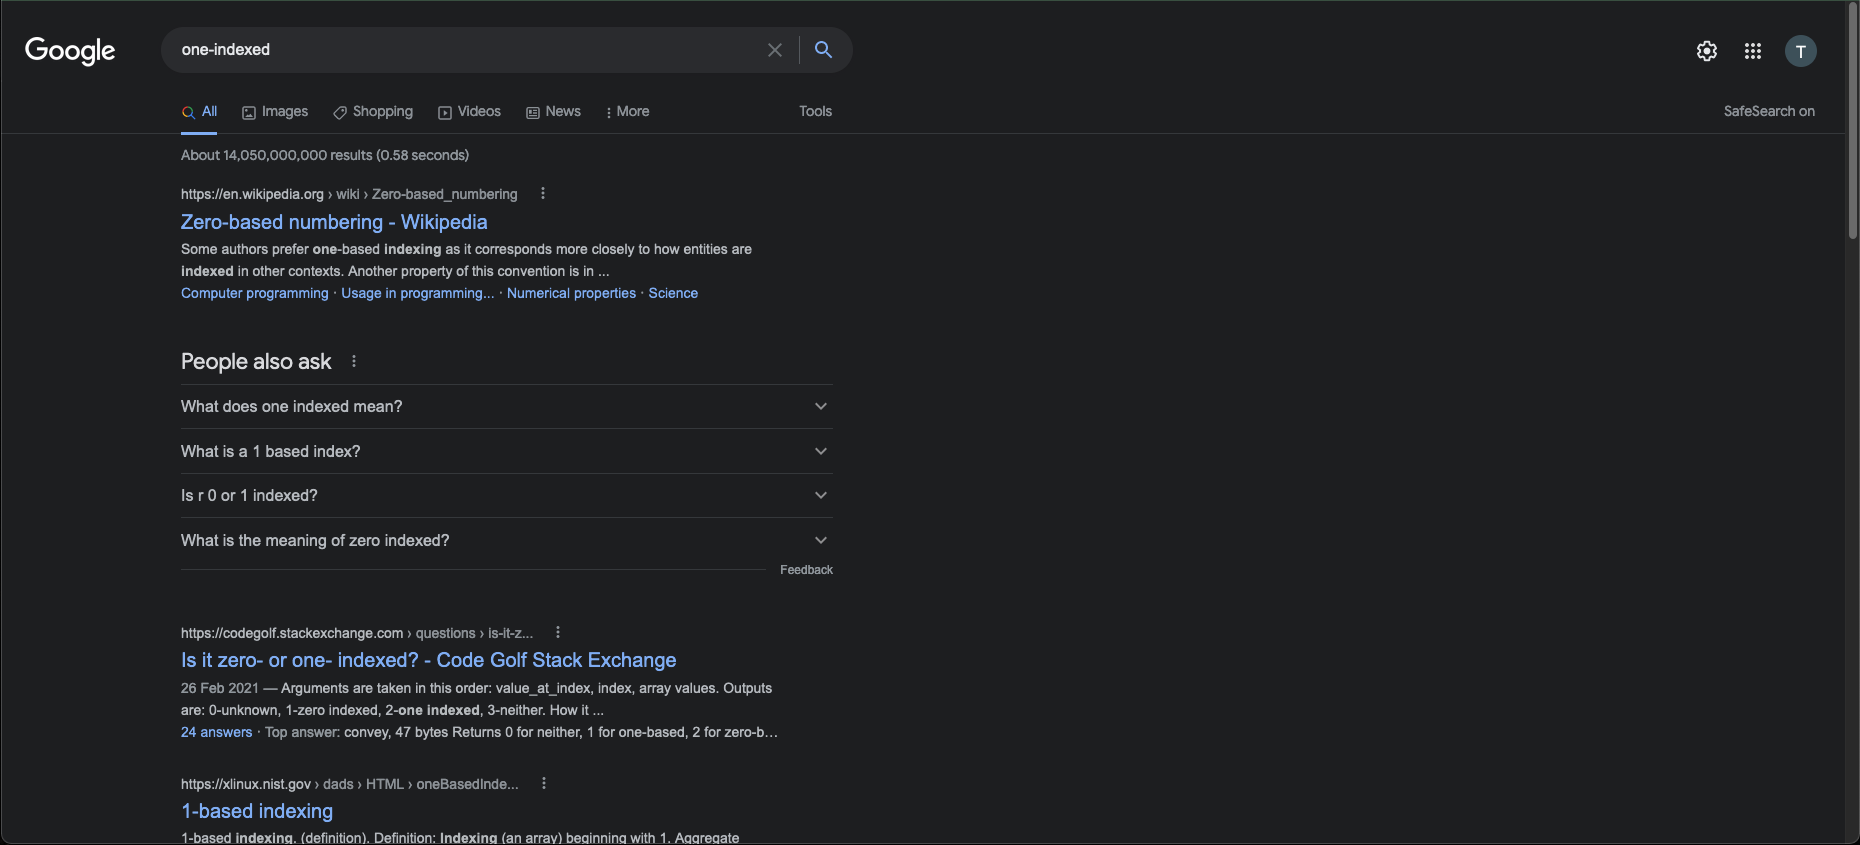 Google
one-indexed
T
All
Images
Shopping
Videos
News
More
Tools
SafeSearch on
About 14,050,000,000 results (0.58 seconds)
https://en.wikipedia.org › wiki › Zero-based_numbering
Zero-based numbering - Wikipedia
Some authors prefer one-based indexing as it corresponds more closely to how entities are
indexed in other contexts. Another property of this convention is in ...
Computer programming · Usage in programming... · Numerical properties · Science
People also ask
What does one indexed mean?
What is a 1 based index?
Is r 0 or 1 indexed?
What is the meaning of zero indexed?
Feedback
https://codegolf.stackexchange.com › questions › is-it-z...
Is it zero- or one- indexed? - Code Golf Stack Exchange
26 Feb 2021 — Arguments are taken in this order: value_at_index, index, array values. Outputs
are: 0-unknown, 1-zero indexed, 2-one indexed, 3-neither. How it ...
24 answers · Top answer: convey, 47 bytes Returns 0 for neither, 1 for one-based, 2 for zero-b...
https://xlinux.nist.gov › dads › HTML › oneBasedInde...
1-based indexing
1-based indexing. (definition). Definition: Indexing (an array) beginning with 1. Aggregate